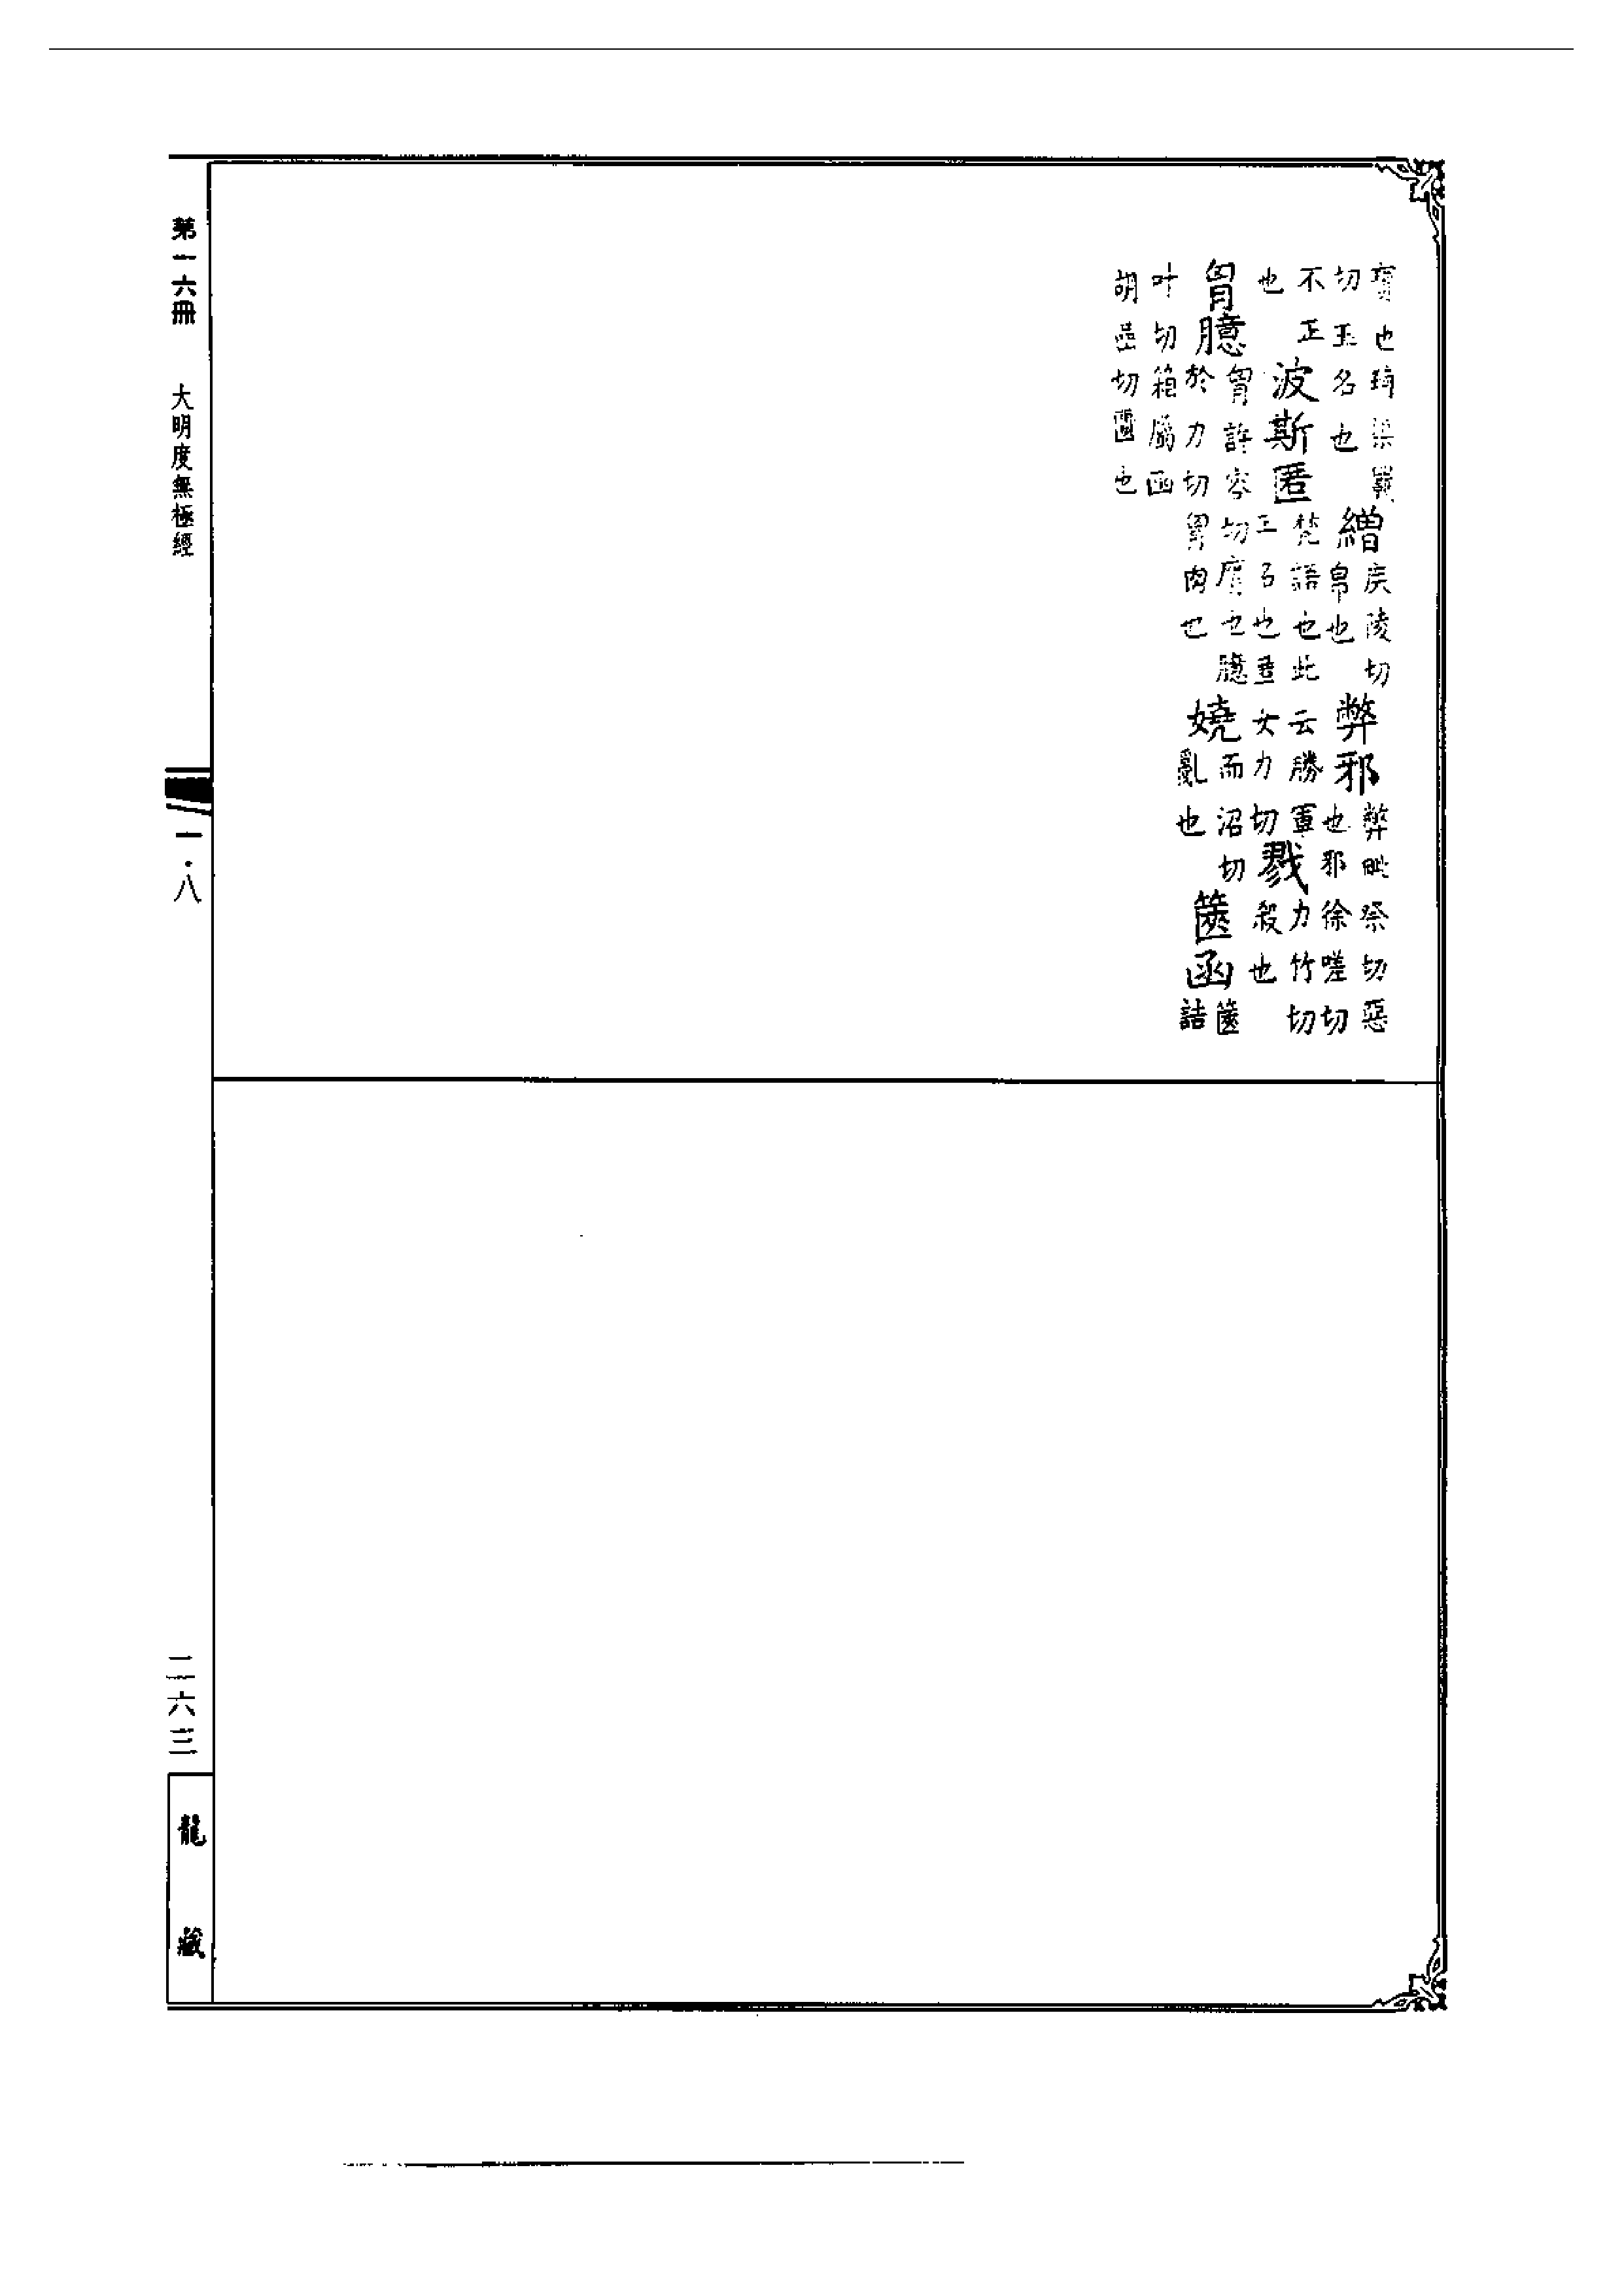 寶也琦渠羈切玉名也繒疾陵切帛也弊邪弊毗祭切惡也邪徐嗟切
不正也波斯匿梵語也此云勝軍王名也匿女力切戮力竹切殺也
胷臆胷許容切膺也臆於力切胷肉也嬈而沼切亂也篋函篋詰
叶切箱屬函胡嵒切匱也
第一六冊
大明度無極經
一·八
二六三
龍藏